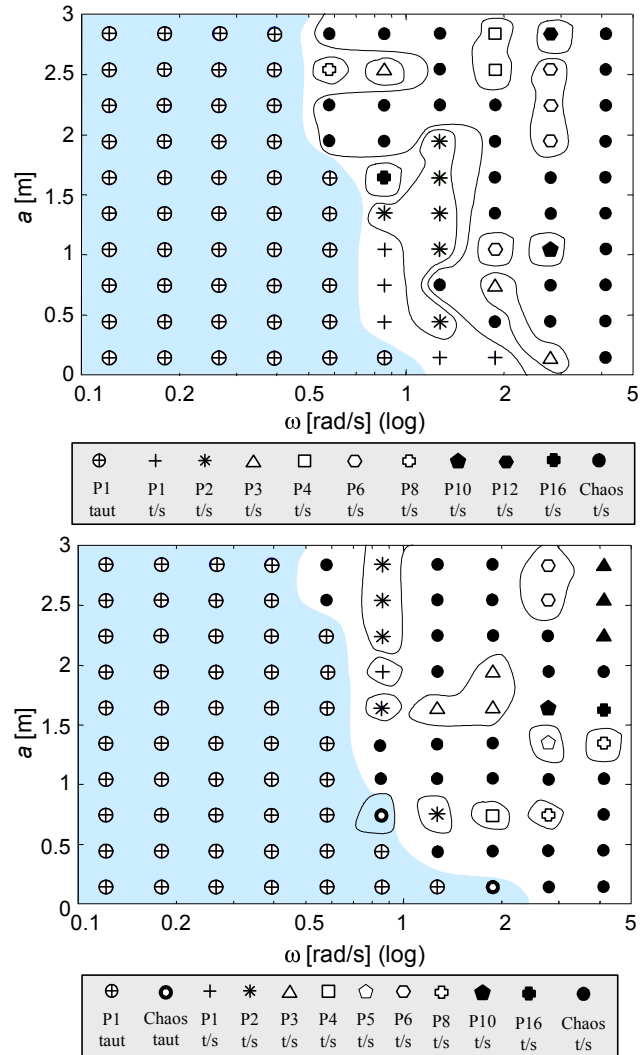 3
2.5
2
1.5
1
0.5
0
a [m]
0.1 0.2 0.5 1 2 5
ω [rad/s] (log)
P1 P1 P2 P3 P4 P6 P8 P10 P12 P16 Chaos
taut t/s t/s t/s t/s t/s t/s t/s t/s t/s t/s
3
2.5
2
1.5
1
0.5
0
a [m]
0.1 0.2 0.5 1 2 5
ω [rad/s] (log)
P1 Chaos P1 P2 P3 P4 P5 P6 P8 P10 P16 Chaos
taut taut t/s t/s t/s t/s t/s t/s t/s t/s t/s t/s